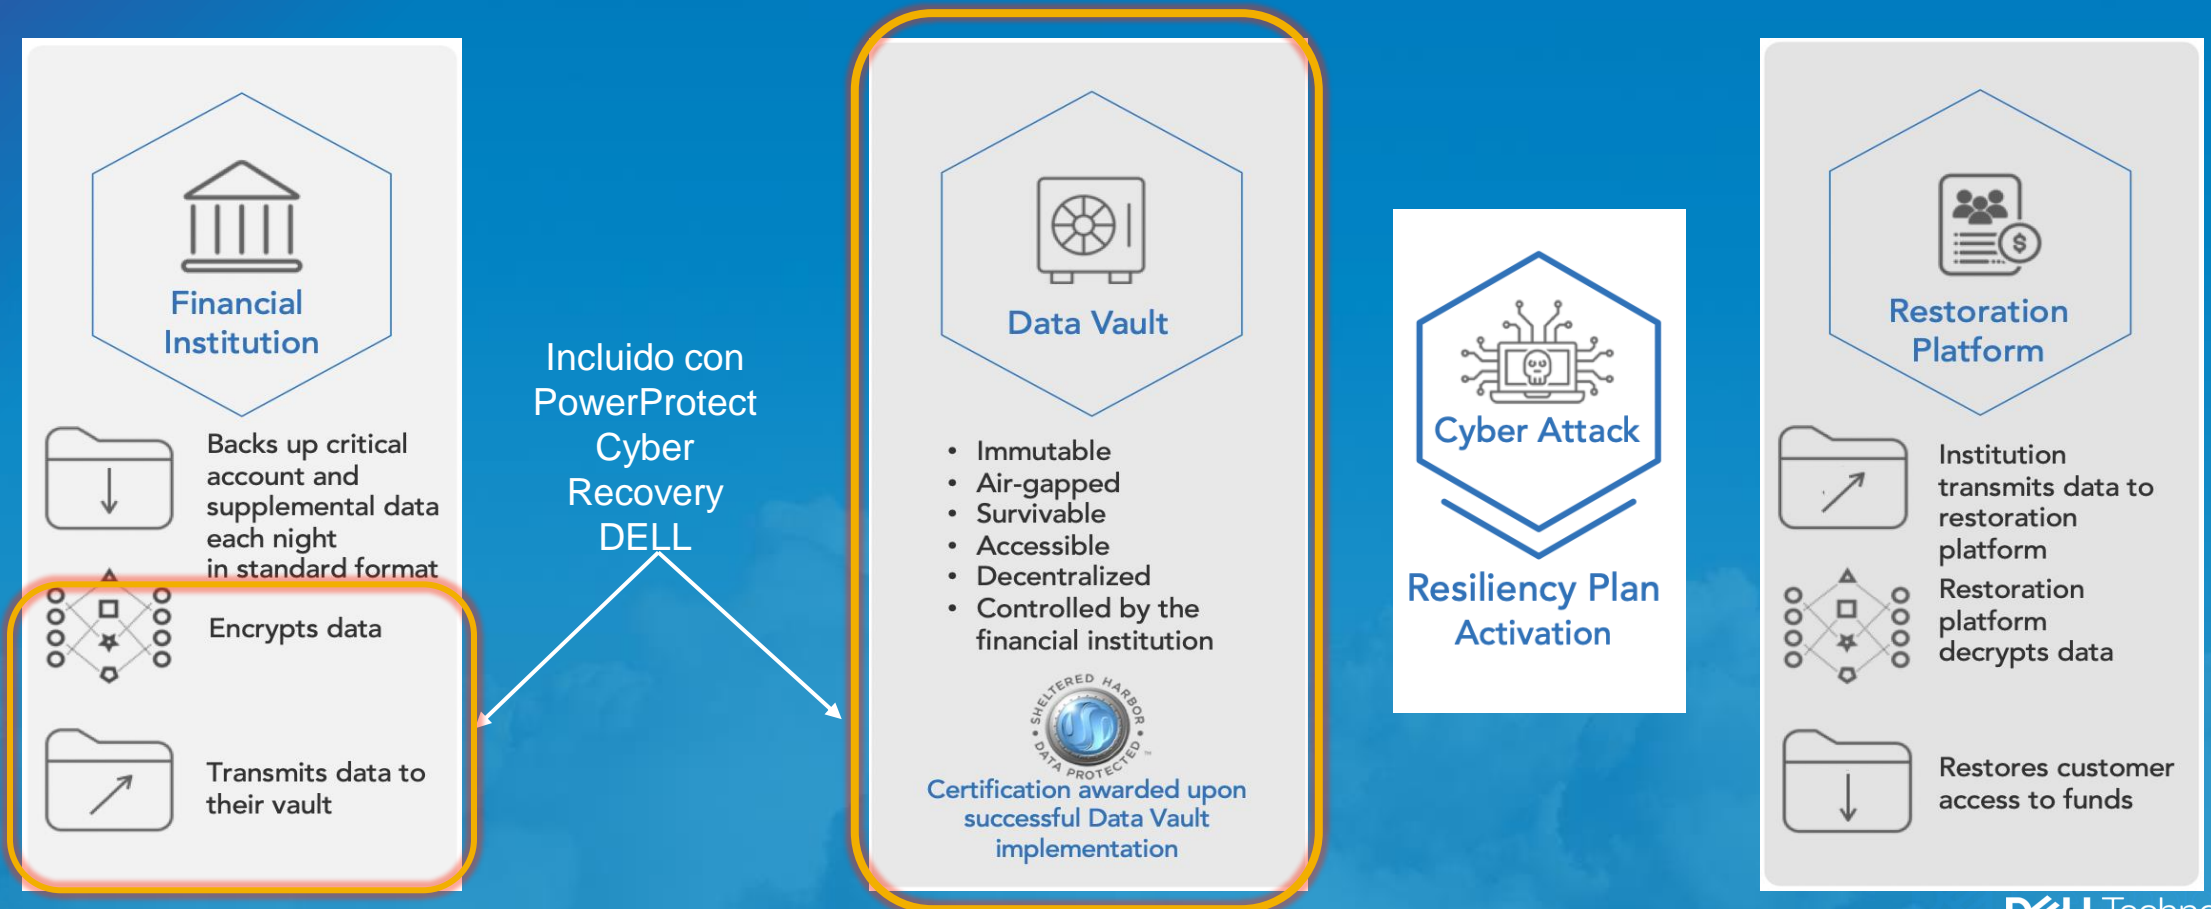 Financial
Institution
Backs up critical
account and
supplemental data
each night
in standard format
Encrypts data
Transmits data to
their vault
Incluido con
PowerProtect
Cyber
Recovery
DELL
Data Vault
• Immutable
• Air-gapped
• Survivable
• Accessible
• Decentralized
• Controlled by the
financial institution
SHELTERED HARBOR
• DATA PROTECTED • ™
Certification awarded upon
successful Data Vault
implementation
Cyber Attack
Resiliency Plan
Activation
$
Restoration
Platform
Institution
transmits data to
restoration
platform
Restoration
platform
decrypts data
Restores customer
access to funds
DELL